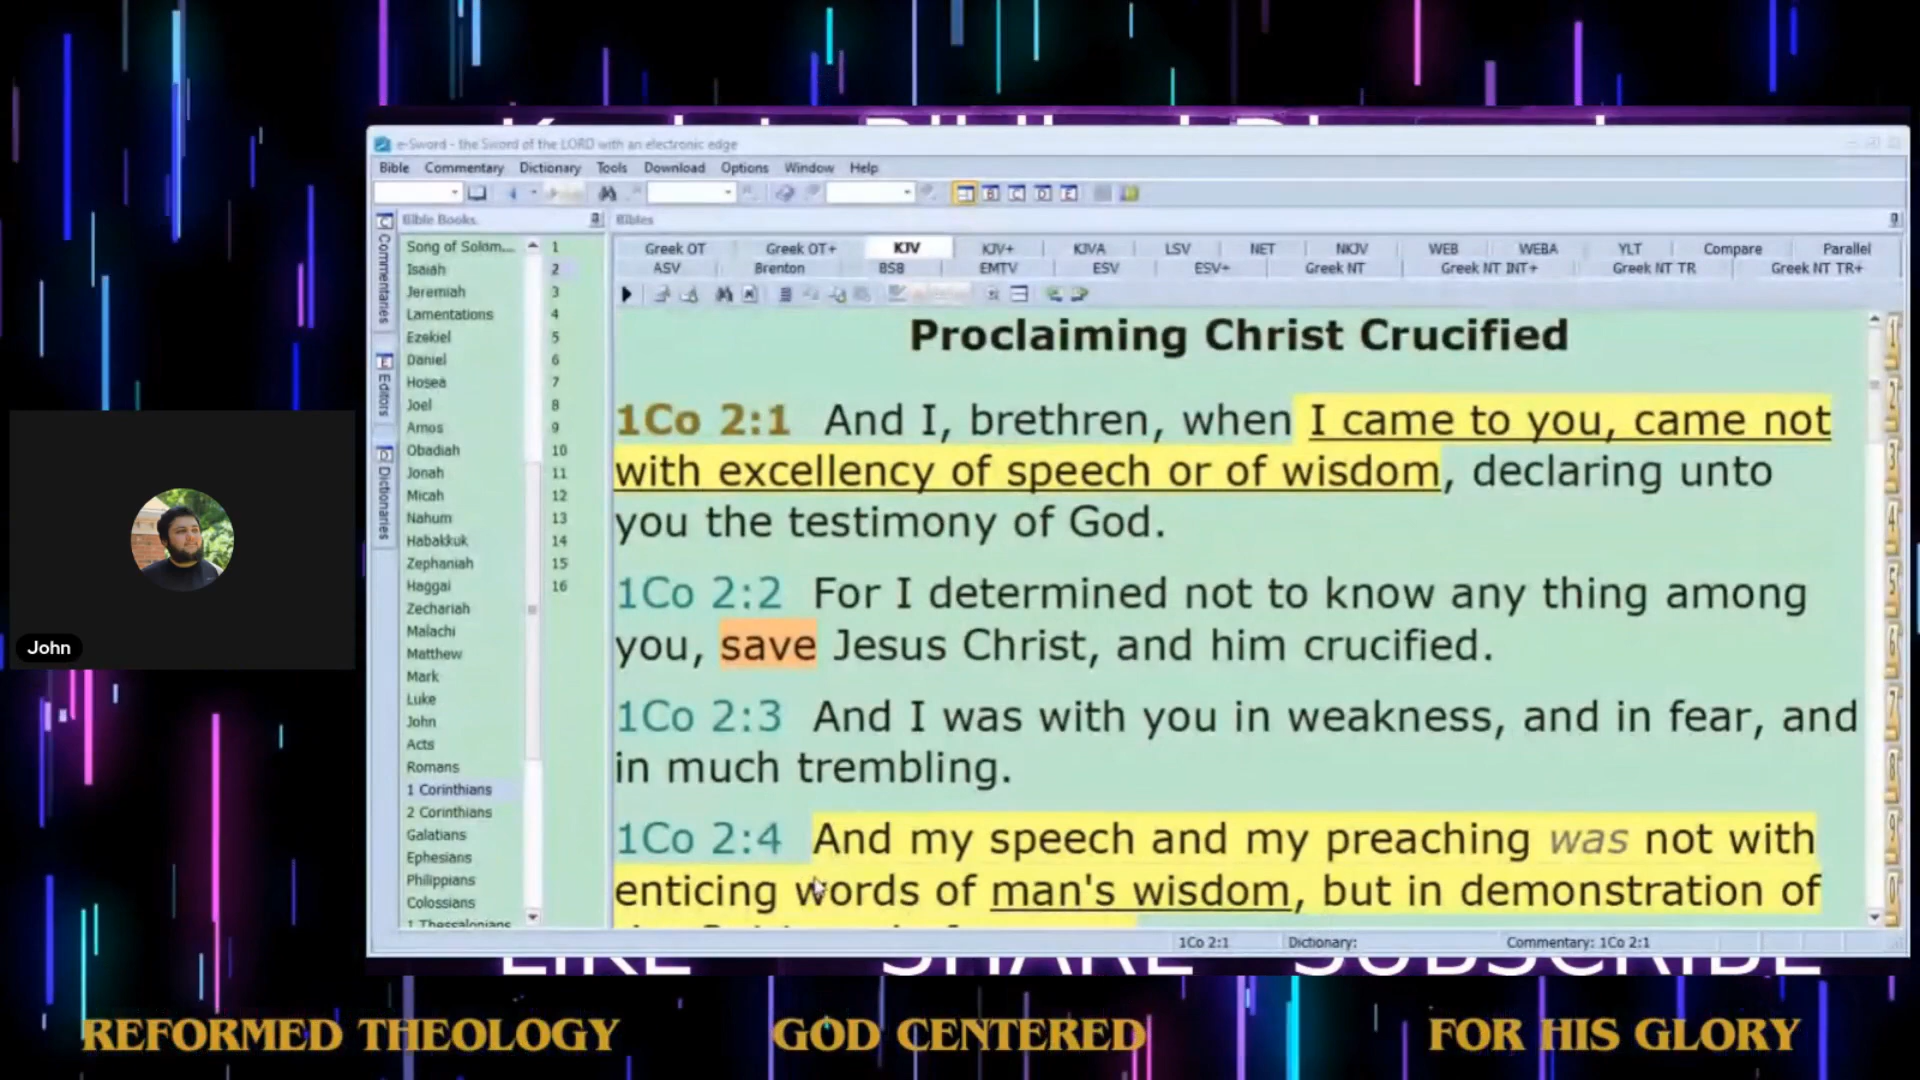 e-Sword - the Sword of the LORD with an electronic edge
Bible Commentary Dictionary Tools Options Window Help
Bible Books
Bibles
Commentaries
Editors
Dictionaries
Song of Solom...
Isaiah
Jeremiah
Lamentations
Ezekiel
Daniel
Hosea
Joel
Amos
Obadiah
Jonah
Micah
Nahum
Habakkuk
Zephaniah
Haggai
Zechariah
Malachi
Matthew
Mark
Luke
John
Acts
Romans
1 Corinthians
2 Corinthians
Galatians
Ephesians
Philippians
Colossians
1 Thessalonians
1
2
3
4
5
6
7
8
9
10
11
12
13
14
15
16
Greek OT Greek OT+ KJV KJV+ KJVA LSV NET NKJV WEB WEBA YLT Compare Parallel
ASV Brenton BSB EMTV ESV ESV+ Greek NT Greek NT INT+ Greek NT TR Greek NT TR+
Proclaiming Christ Crucified
1Co 2:1 And I, brethren, when I came to you, came not
with excellency of speech or of wisdom, declaring unto
you the testimony of God.
1Co 2:2 For I determined not to know any thing among
you, save Jesus Christ, and him crucified.
1Co 2:3 And I was with you in weakness, and in fear, and
in much trembling.
1Co 2:4 And my speech and my preaching was not with
enticing words of man's wisdom, but in demonstration of
1Co 2:1 Dictionary: Commentary: 1Co 2:1
John
LIKE SHARE SUBSCRIBE
REFORMED THEOLOGY GOD CENTERED FOR HIS GLORY